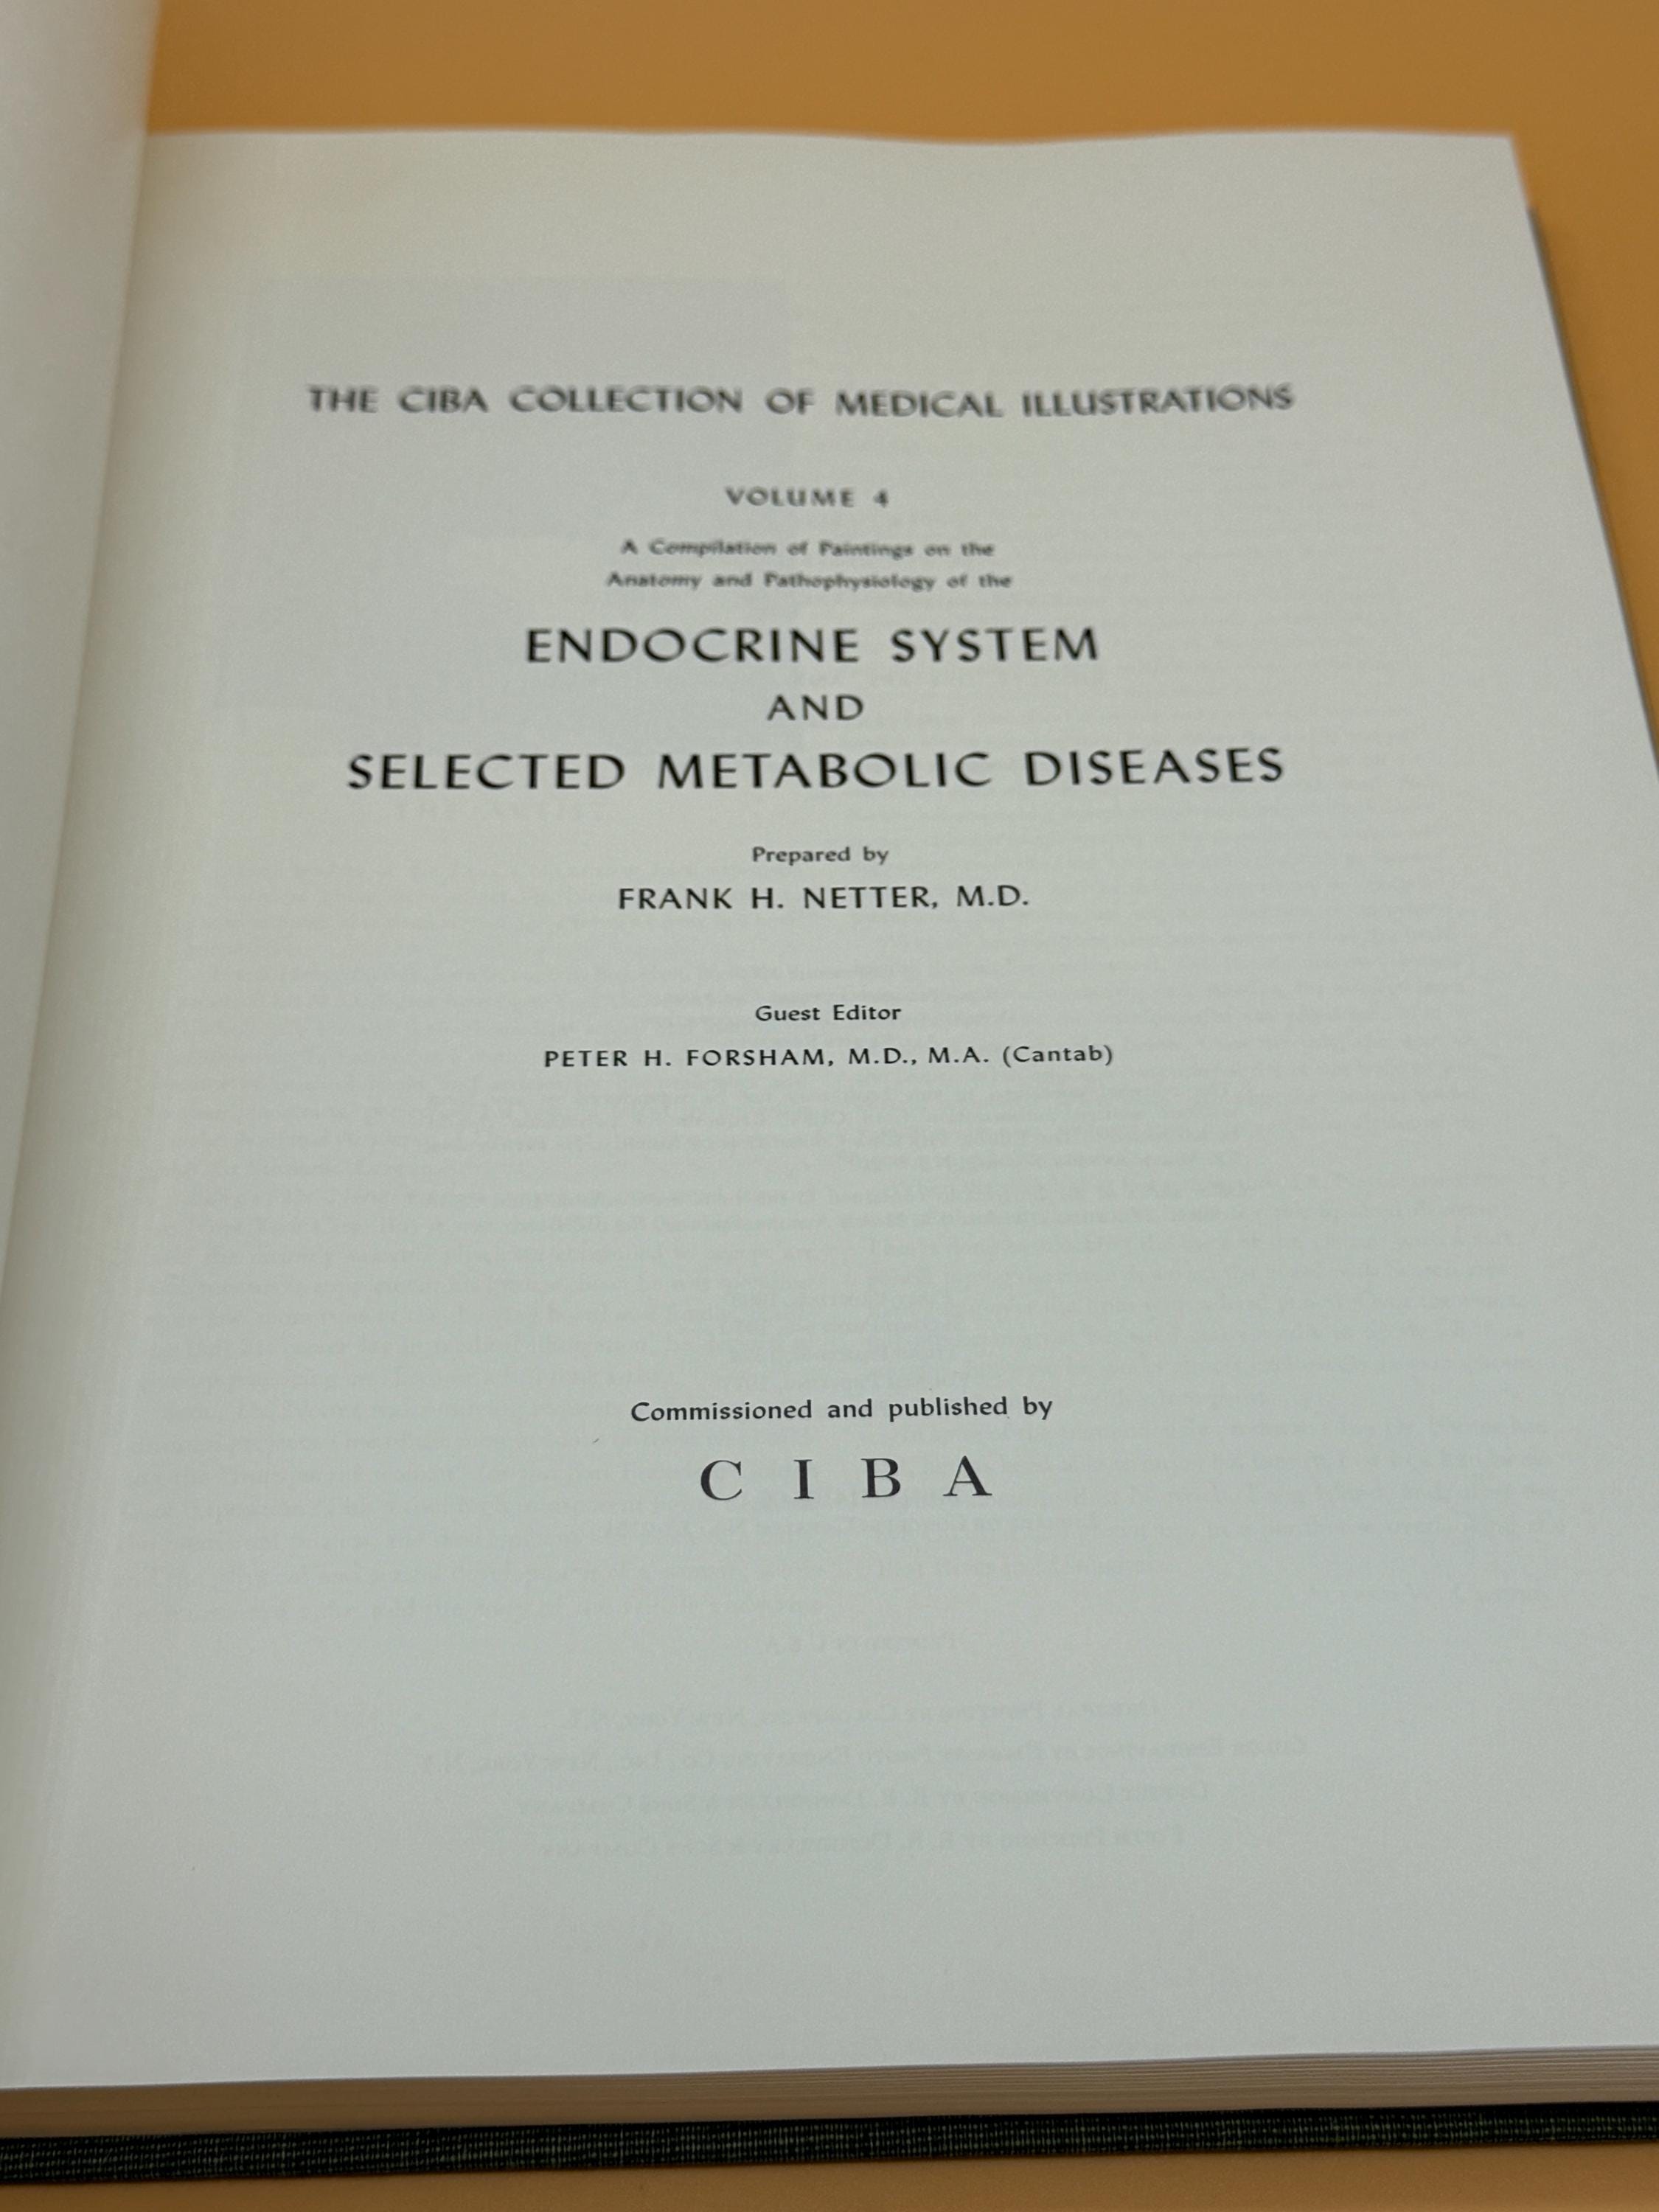 THE CIBA COLLECTION OF MEDICAL ILLUSTRATIONS
VOLUME 4
A Compilation of Paintings on the
Anatomy and Pathophysiology of the
ENDOCRINE SYSTEM
AND
SELECTED METABOLIC DISEASES
Prepared by
FRANK H. NETTER, M.D.
Guest Editor
PETER H. FORSHAM, M.D., M.A. (Cantab)
Commissioned and published by
C I B A